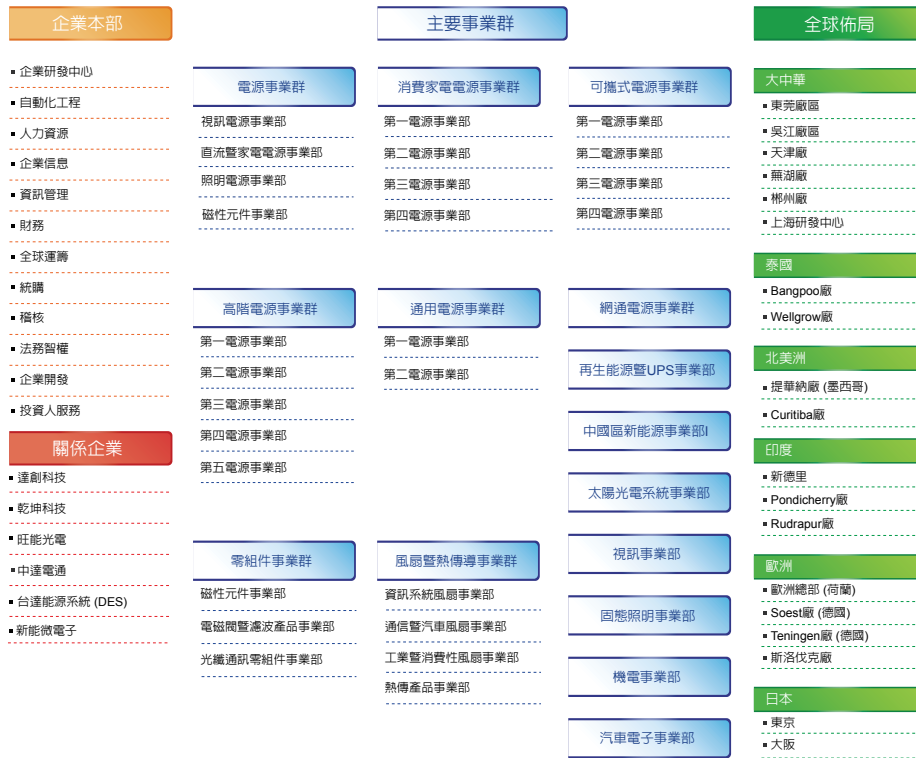 企業本部
▪ 企業研發中心
▪ 自動化工程
▪ 人力資源
▪ 企業信息
▪ 資訊管理
▪ 財務
▪ 全球運籌
▪ 統購
▪ 稽核
▪ 法務智權
▪ 企業開發
▪ 投資人服務
關係企業
▪ 達創科技
▪ 乾坤科技
▪ 旺能光電
▪ 中達電通
▪ 台達能源系統 (DES)
▪ 新能微電子
主要事業群
電源事業群
視訊電源事業部
直流暨家電電源事業部
照明電源事業部
磁性元件事業部
消費家電電源事業群
第一電源事業部
第二電源事業部
第三電源事業部
第四電源事業部
可攜式電源事業群
第一電源事業部
第二電源事業部
第三電源事業部
第四電源事業部
高階電源事業群
第一電源事業部
第二電源事業部
第三電源事業部
第四電源事業部
第五電源事業部
通用電源事業群
第一電源事業部
第二電源事業部
網通電源事業群
再生能源暨UPS事業部
中國區新能源事業部I
太陽光電系統事業部
視訊事業部
固態照明事業部
機電事業部
汽車電子事業部
零組件事業群
磁性元件事業部
電磁閥暨濾波產品事業部
光纖通訊零組件事業部
風扇暨熱傳導事業群
資訊系統風扇事業部
通信暨汽車風扇事業部
工業暨消費性風扇事業部
熱傳產品事業部
全球佈局
大中華
▪ 東莞廠區
▪ 吳江廠區
▪ 天津廠
▪ 蕪湖廠
▪ 郴州廠
▪ 上海研發中心
泰國
▪ Bangpoo廠
▪ Wellgrow廠
北美洲
▪ 提華納廠 (墨西哥)
▪ Curitiba廠
印度
▪ 新德里
▪ Pondicherry廠
▪ Rudrapur廠
歐洲
▪ 歐洲總部 (荷蘭)
▪ Soest廠 (德國)
▪ Teningen廠 (德國)
▪ 斯洛伐克廠
日本
▪ 東京
▪ 大阪